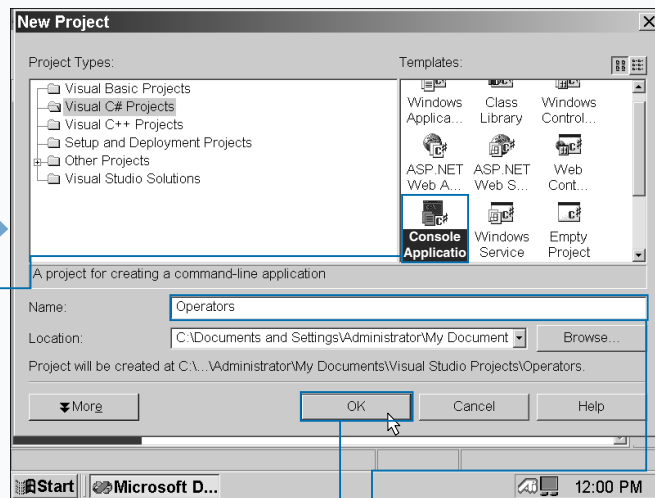 New Project
Project Types:
Templates:
Visual Basic Projects
Visual C# Projects
Visual C++ Projects
Setup and Deployment Projects
Other Projects
Visual Studio Solutions
Windows Applica...
Class Library
Windows Control...
ASP.NET Web A...
ASP.NET Web S...
Web Cont...
Console Applicatio
Windows Service
Empty Project
A project for creating a command-line application
Name:
Operators
Location:
C:\Documents and Settings\Administrator\My Document
Browse...
Project will be created at C:\...\Administrator\My Documents\Visual Studio Projects\Operators.
More
OK
Cancel
Help
Start
Microsoft D...
12:00 PM